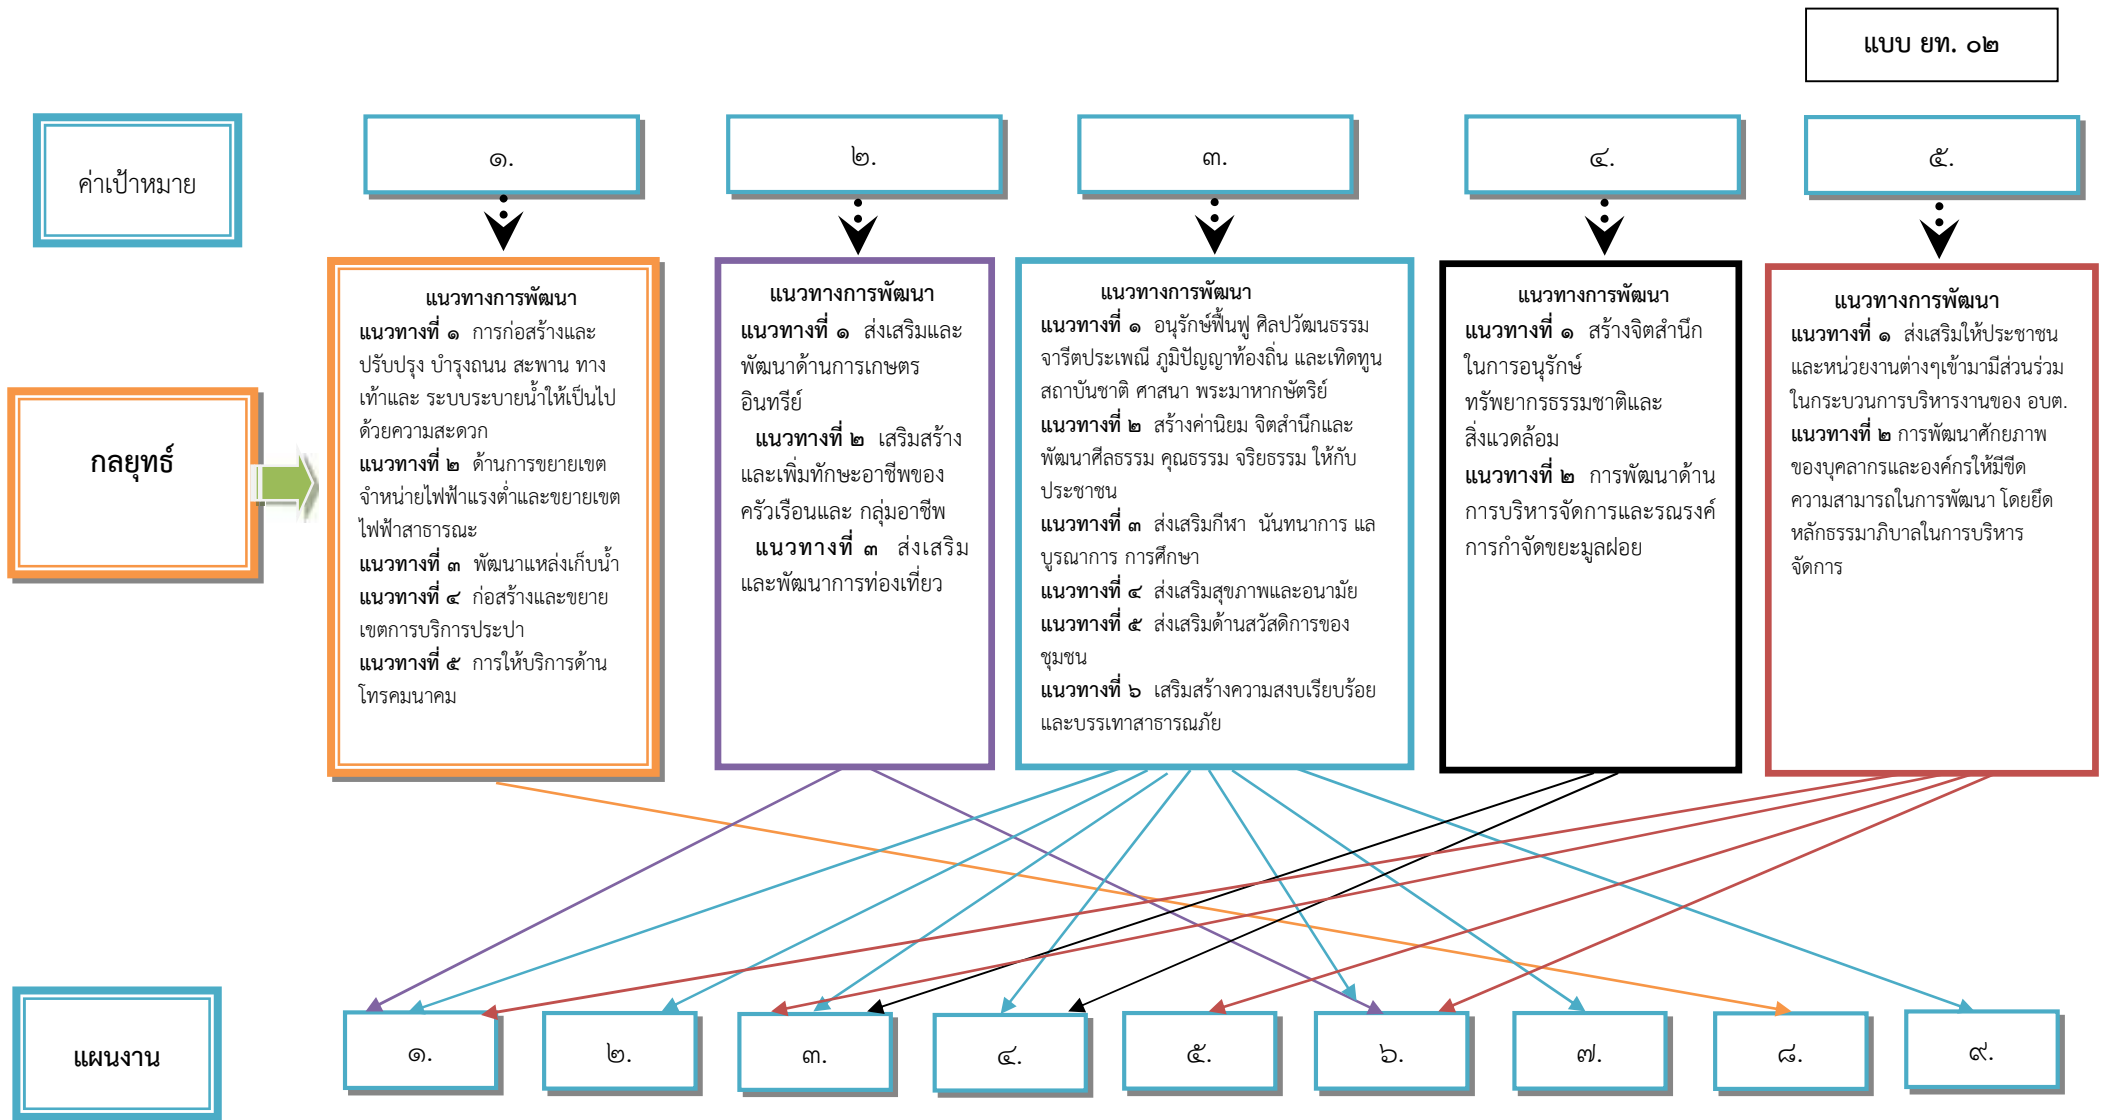 แบบ ยท. ๐๒
ค่าเป้าหมาย
๑.
๒.
๓.
๔.
๕.
กลยุทธ์
แนวทางการพัฒนา
แนวทางที่ ๑ การก่อสร้างและ
ปรับปรุง บำรุงถนน สะพาน ทาง
เท้าและ ระบบระบายน้ำให้เป็นไป
ด้วยความสะดวก
แนวทางที่ ๒ ด้านการขยายเขต
จำหน่ายไฟฟ้าแรงต่ำและขยายเขต
ไฟฟ้าสาธารณะ
แนวทางที่ ๓ พัฒนาแหล่งเก็บน้ำ
แนวทางที่ ๔ ก่อสร้างและขยาย
เขตการบริการประปา
แนวทางที่ ๕ การให้บริการด้าน
โทรคมนาคม
แนวทางการพัฒนา
แนวทางที่ ๑ ส่งเสริมและ
พัฒนาด้านการเกษตร
อินทรีย์
แนวทางที่ ๒ เสริมสร้าง
และเพิ่มทักษะอาชีพของ
ครัวเรือนและ กลุ่มอาชีพ
แนวทางที่ ๓ ส่งเสริม
และพัฒนาการท่องเที่ยว
แนวทางการพัฒนา
แนวทางที่ ๑ อนุรักษ์ฟื้นฟู ศิลปวัฒนธรรม
จารีตประเพณี ภูมิปัญญาท้องถิ่น และเทิดทูน
สถาบันชาติ ศาสนา พระมาหากษัตริย์
แนวทางที่ ๒ สร้างค่านิยม จิตสำนึกและ
พัฒนาศีลธรรม คุณธรรม จริยธรรม ให้กับ
ประชาชน
แนวทางที่ ๓ ส่งเสริมกีฬา นันทนาการ แล
บูรณาการ การศึกษา
แนวทางที่ ๔ ส่งเสริมสุขภาพและอนามัย
แนวทางที่ ๕ ส่งเสริมด้านสวัสดิการของ
ชุมชน
แนวทางที่ ๖ เสริมสร้างความสงบเรียบร้อย
และบรรเทาสาธารณภัย
แนวทางการพัฒนา
แนวทางที่ ๑ สร้างจิตสำนึก
ในการอนุรักษ์
ทรัพยากรธรรมชาติและ
สิ่งแวดล้อม
แนวทางที่ ๒ การพัฒนาด้าน
การบริหารจัดการและรณรงค์
การกำจัดขยะมูลฝอย
แนวทางการพัฒนา
แนวทางที่ ๑ ส่งเสริมให้ประชาชน
และหน่วยงานต่างๆเข้ามามีส่วนร่วม
ในกระบวนการบริหารงานของ อบต.
แนวทางที่ ๒ การพัฒนาศักยภาพ
ของบุคลากรและองค์กรให้มีขีด
ความสามารถในการพัฒนา โดยยึด
หลักธรรมาภิบาลในการบริหาร
จัดการ
แผนงาน
๑.
๒.
๓.
๔.
๕.
๖.
๗.
๘.
๙.